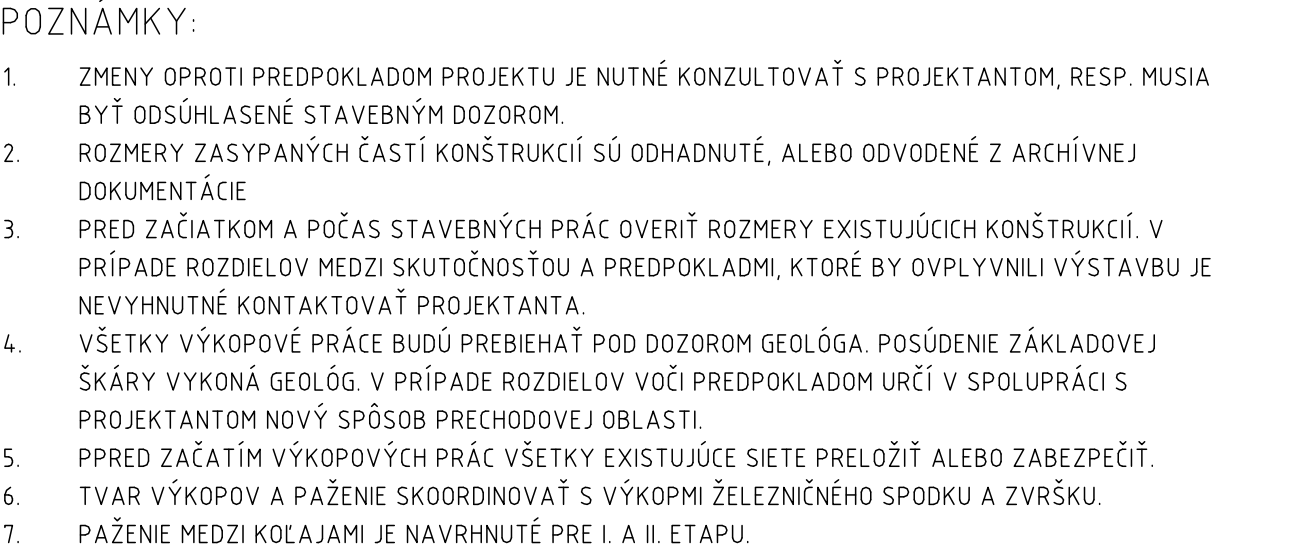 POZNÁMKY:
1. ZMENY OPROTI PREDPOKLADOM PROJEKTU JE NUTNÉ KONZULTOVAŤ S PROJEKTANTOM, RESP. MUSIA
BYŤ ODSÚHLASENÉ STAVEBNÝM DOZOROM.
2. ROZMERY ZASYPANÝCH ČASTÍ KONŠTRUKCIÍ SÚ ODHADNUTÉ, ALEBO ODVODENÉ Z ARCHÍVNEJ
DOKUMENTÁCIE
3. PRED ZAČIATKOM A POČAS STAVEBNÝCH PRÁC OVERIŤ ROZMERY EXISTUJÚCICH KONŠTRUKCIÍ. V
PRÍPADE ROZDIELOV MEDZI SKUTOČNOSŤOU A PREDPOKLADMI, KTORÉ BY OVPLYVNILI VÝSTAVBU JE
NEVYHNUTNÉ KONTAKTOVAŤ PROJEKTANTA.
4. VŠETKY VÝKOPOVÉ PRÁCE BUDÚ PREBIEHAŤ POD DOZOROM GEOLÓGA. POSÚDENIE ZÁKLADOVEJ
ŠKÁRY VYKONÁ GEOLÓG. V PRÍPADE ROZDIELOV VOČI PREDPOKLADOM URČÍ V SPOLUPRÁCI S
PROJEKTANTOM NOVÝ SPÔSOB PRECHODOVEJ OBLASTI.
5. PPRED ZAČATÍM VÝKOPOVÝCH PRÁC VŠETKY EXISTUJÚCE SIETE PRELOŽIŤ ALEBO ZABEZPEČIŤ.
6. TVAR VÝKOPOV A PAŽENIE SKOORDINOVAŤ S VÝKOPMI ŽELEZNIČNÉHO SPODKU A ZVRŠKU.
7. PAŽENIE MEDZI KOĽAJAMI JE NAVRHNUTÉ PRE I. A II. ETAPU.